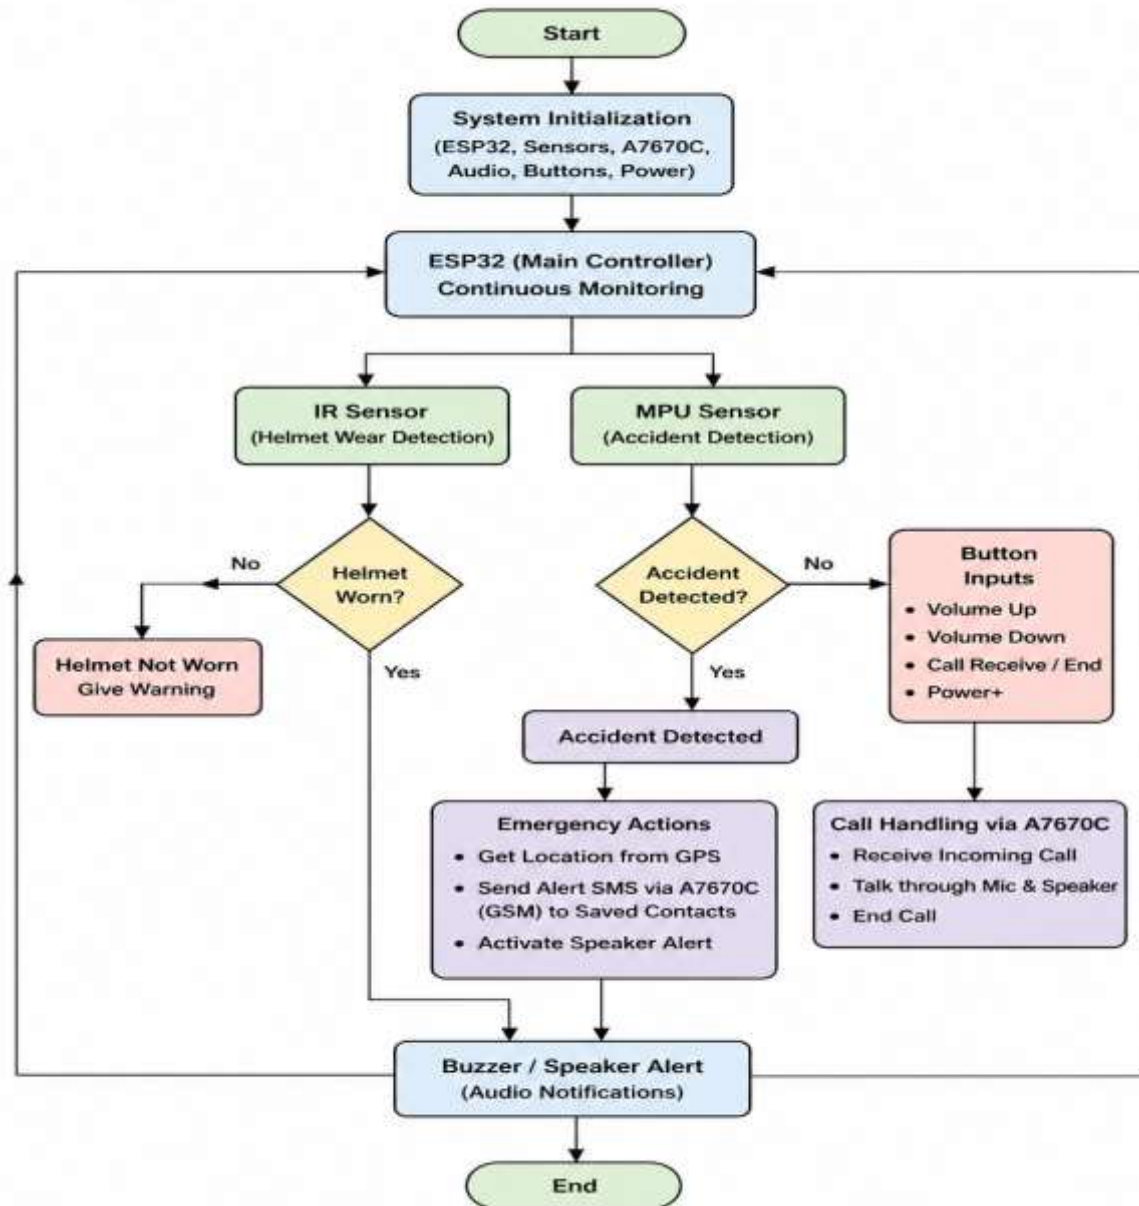 Start
System Initialization
(ESP32, Sensors, A7670C,
Audio, Buttons, Power)
ESP32 (Main Controller)
Continuous Monitoring
IR Sensor
(Helmet Wear Detection)
MPU Sensor
(Accident Detection)
No
Helmet
Worn?
Yes
Helmet Not Worn
Give Warning
Accident
Detected?
No
Yes
Button
Inputs
• Volume Up
• Volume Down
• Call Receive / End
• Power+
Accident Detected
Emergency Actions
• Get Location from GPS
• Send Alert SMS via A7670C
(GSM) to Saved Contacts
• Activate Speaker Alert
Call Handling via A7670C
• Receive Incoming Call
• Talk through Mic & Speaker
• End Call
Buzzer / Speaker Alert
(Audio Notifications)
End